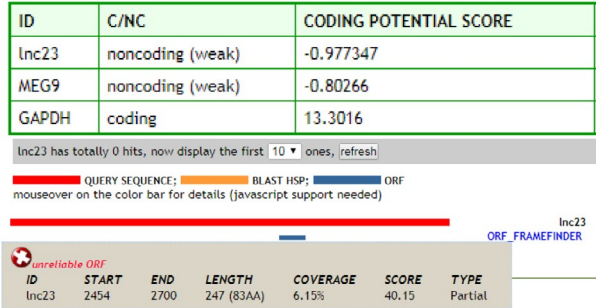 ID C/NC CODING POTENTIAL SCORE
lnc23 noncoding (weak) -0.977347
MEG9 noncoding (weak) -0.80266
GAPDH coding 13.3016
lnc23 has totally 0 hits, now display the first 10 ▼ ones, refresh
QUERY SEQUENCE; BLAST HSP; ORF
mouseover on the color bar for details (javascript support needed)
lnc23
ORF_FRAMEFINDER
unreliable ORF
ID START END LENGTH COVERAGE SCORE TYPE
lnc23 2454 2700 247 (83AA) 6.15% 40.15 Partial